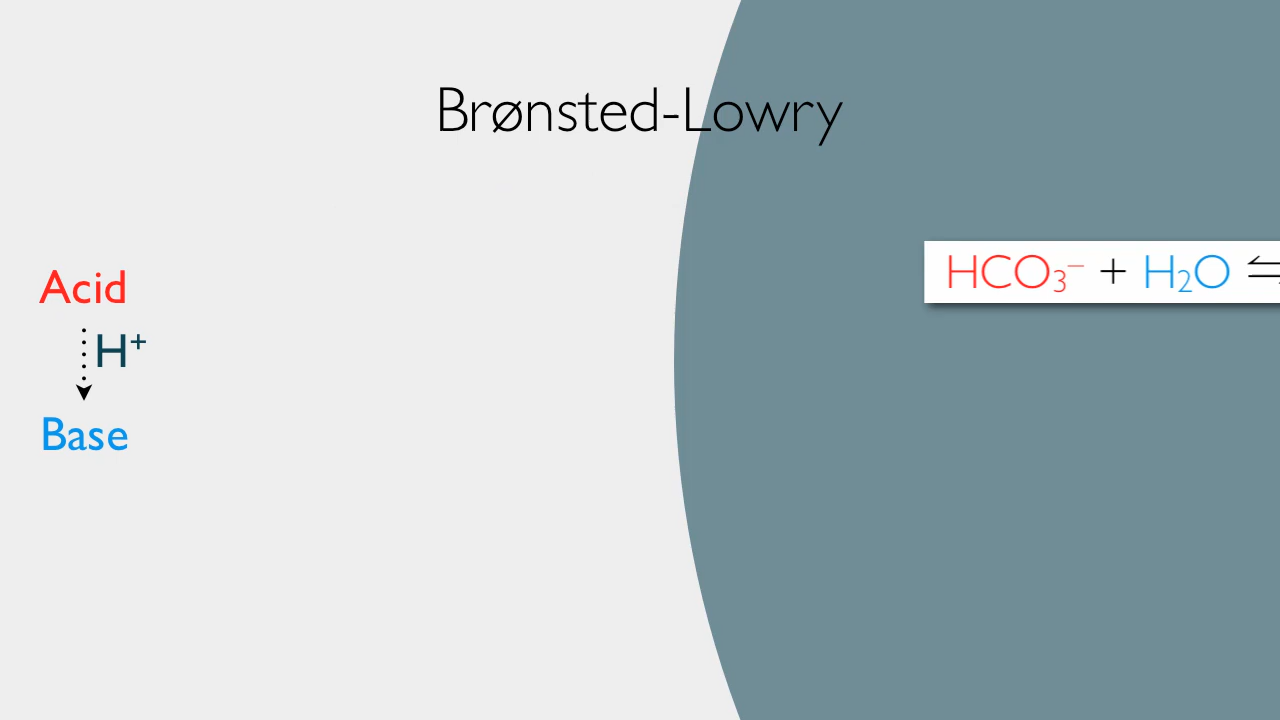 Brønsted-Lowry
HCO₃⁻ + H₂O ⇌
Acid
H⁺
Base